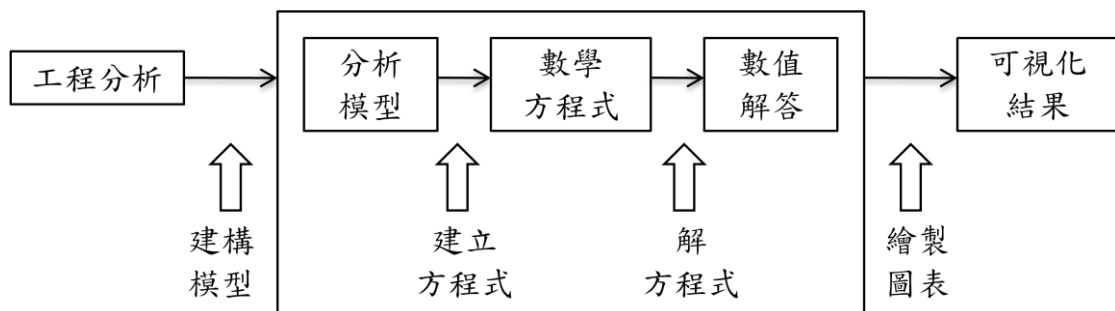 工程分析
分析
模型
數學
方程式
數值
解答
可視化
結果
建構
模型
建立
方程式
解
方程式
繪製
圖表